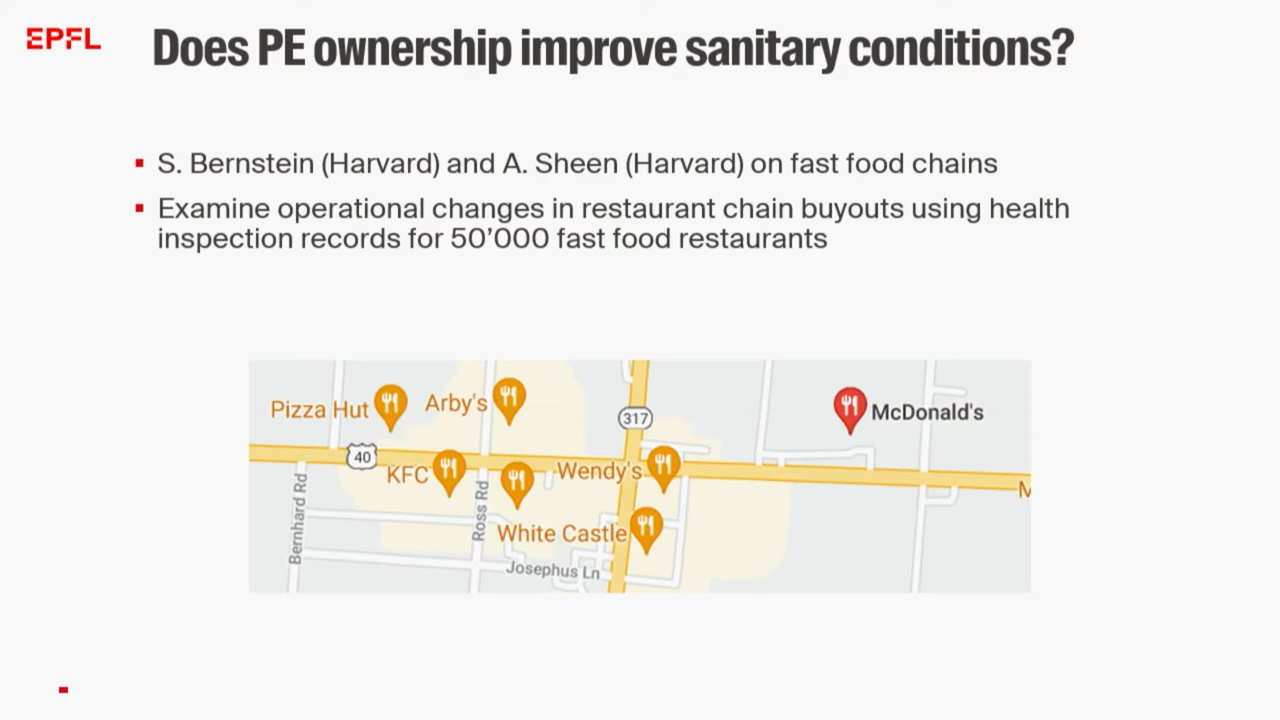 EPFL
Does PE ownership improve sanitary conditions?
S. Bernstein (Harvard) and A. Sheen (Harvard) on fast food chains
Examine operational changes in restaurant chain buyouts using health
inspection records for 50’000 fast food restaurants
Pizza Hut
Arby's
317
McDonald's
40
KFC
Wendy's
M
Bernhard Rd
Ross Rd
White Castle
Josephus Ln